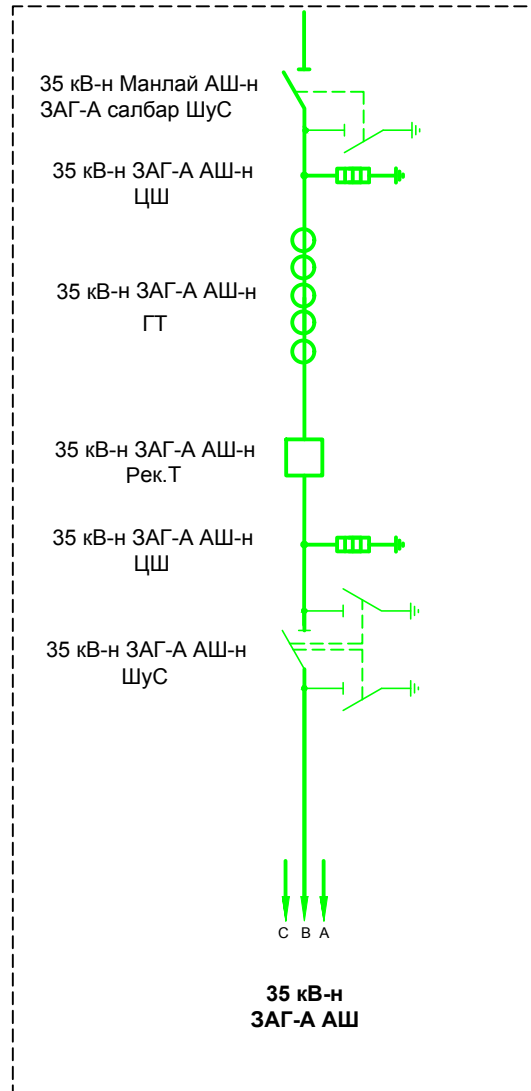 35 кВ-н Манлай АШ-н
ЗАГ-А салбар ШуС
35 кВ-н ЗАГ-А АШ-н
ЦШ
35 кВ-н ЗАГ-А АШ-н
ГТ
35 кВ-н ЗАГ-А АШ-н
Рек.Т
35 кВ-н ЗАГ-А АШ-н
ЦШ
35 кВ-н ЗАГ-А АШ-н
ШуС
C B A
35 кВ-н
ЗАГ-А АШ